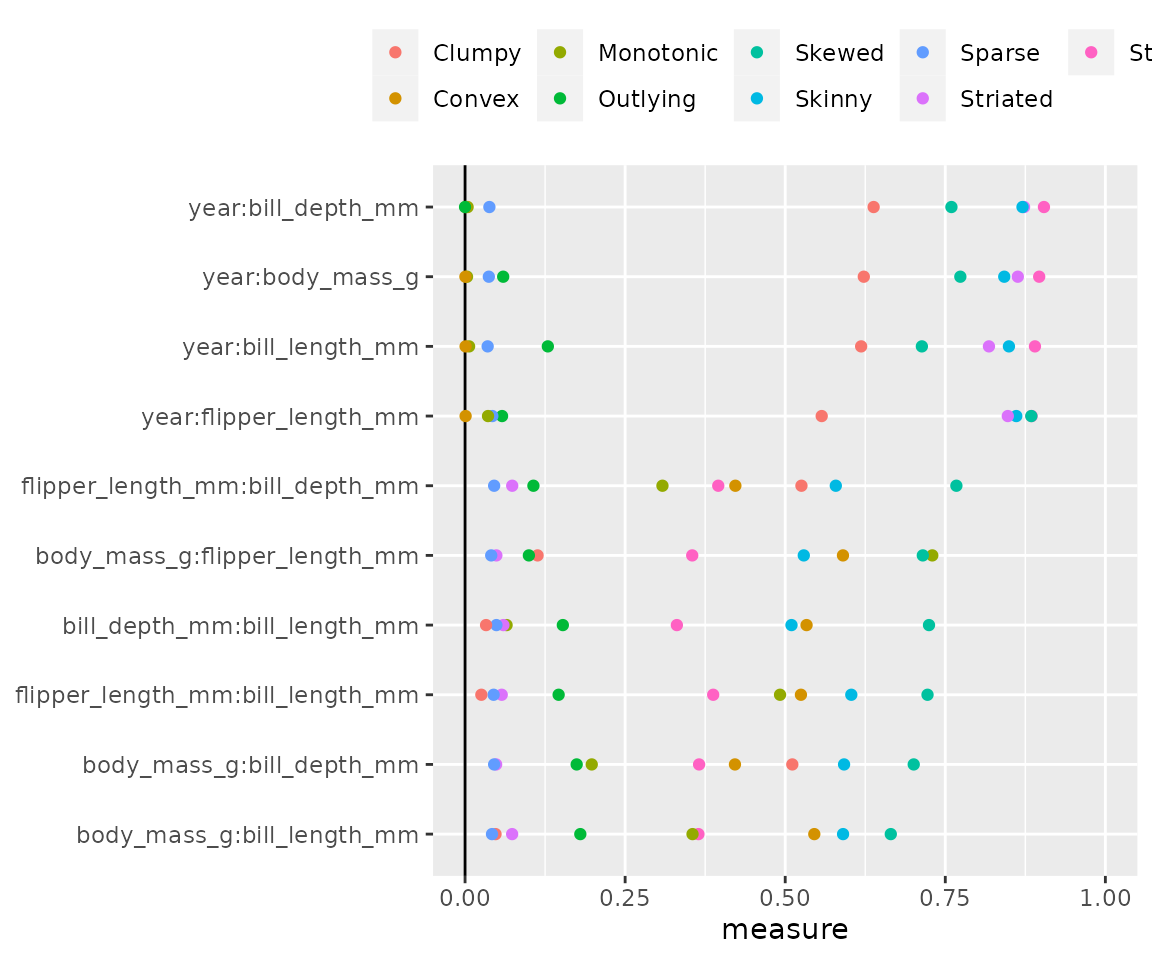 Clumpy Monotonic Skewed Sparse St
Convex Outlying Skinny Striated
year:bill_depth_mm
year:body_mass_g
year:bill_length_mm
year:flipper_length_mm
flipper_length_mm:bill_depth_mm
body_mass_g:flipper_length_mm
bill_depth_mm:bill_length_mm
flipper_length_mm:bill_length_mm
body_mass_g:bill_depth_mm
body_mass_g:bill_length_mm
0.00 0.25 0.50 0.75 1.00
measure